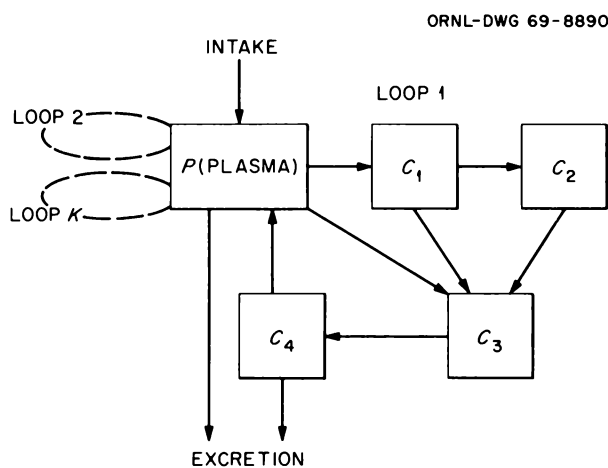 ORNL-DWG 69-8890
INTAKE
LOOP 1
LOOP 2
P(PLASMA)
C₁
C₂
LOOP K
C₄
C₃
EXCRETION